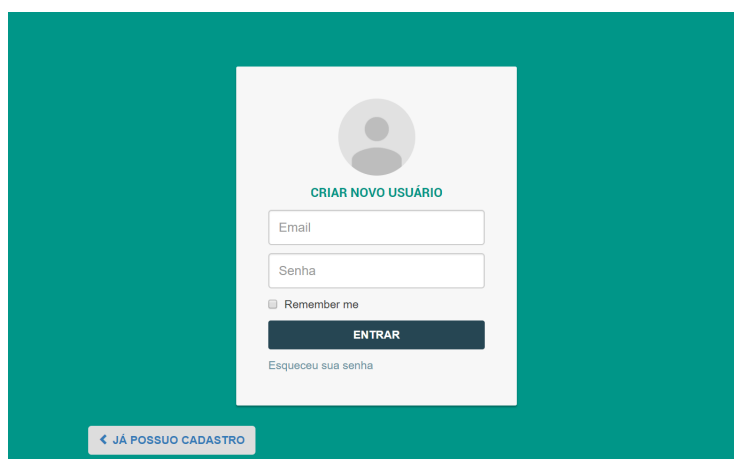 CRIAR NOVO USUÁRIO
Email
Senha
Remember me
ENTRAR
Esqueceu sua senha
JÁ POSSUO CADASTRO